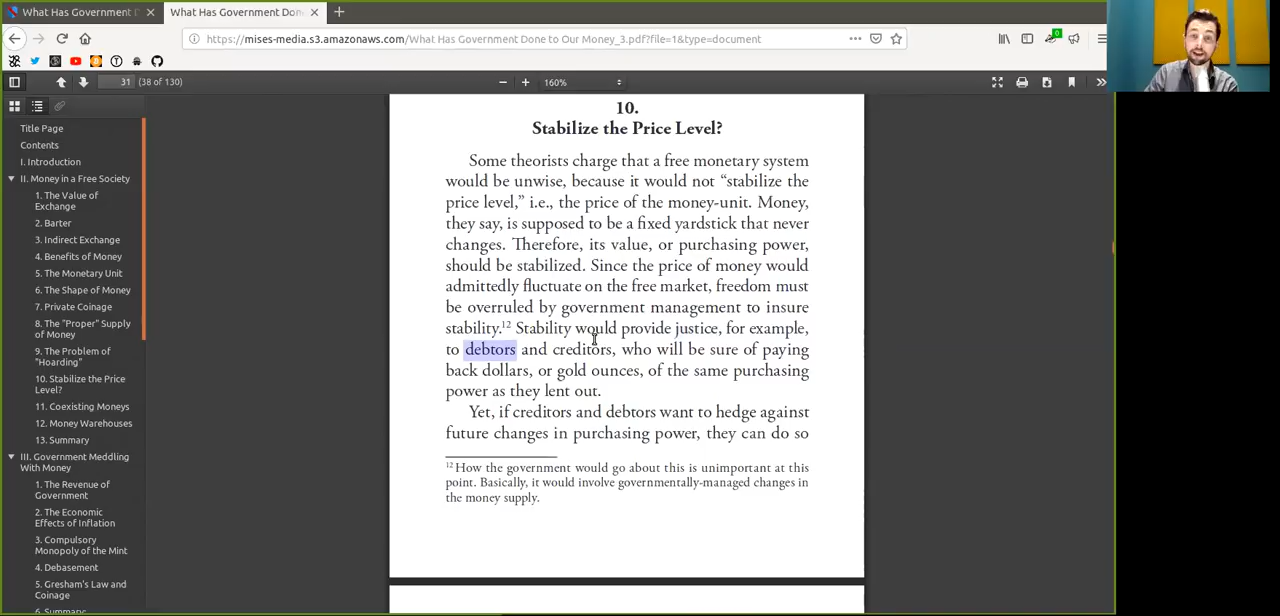 What Has Government i
What Has Government Don
https://mises-media.s3.amazonaws.com/What Has Government Done to Our Money_3.pdf?file=1&type=document
0
31 (38 of 130)
160%
Title Page
Contents
I. Introduction
II. Money in a Free Society
1. The Value of
Exchange
2. Barter
3. Indirect Exchange
4. Benefits of Money
5. The Monetary Unit
6. The Shape of Money
7. Private Coinage
8. The "Proper" Supply
of Money
9. The Problem of
"Hoarding"
10. Stabilize the Price
Level?
11. Coexisting Moneys
12. Money Warehouses
13. Summary
III. Government Meddling
With Money
1. The Revenue of
Government
2. The Economic
Effects of Inflation
3. Compulsory
Monopoly of the Mint
4. Debasement
5. Gresham's Law and
Coinage
6. Summary:
10.
Stabilize the Price Level?
Some theorists charge that a free monetary system
would be unwise, because it would not “stabilize the
price level,” i.e., the price of the money-unit. Money,
they say, is supposed to be a fixed yardstick that never
changes. Therefore, its value, or purchasing power,
should be stabilized. Since the price of money would
admittedly fluctuate on the free market, freedom must
be overruled by government management to insure
stability.12 Stability would provide justice, for example,
to debtors and creditors, who will be sure of paying
back dollars, or gold ounces, of the same purchasing
power as they lent out.
Yet, if creditors and debtors want to hedge against
future changes in purchasing power, they can do so
12 How the government would go about this is unimportant at this
point. Basically, it would involve governmentally-managed changes in
the money supply.